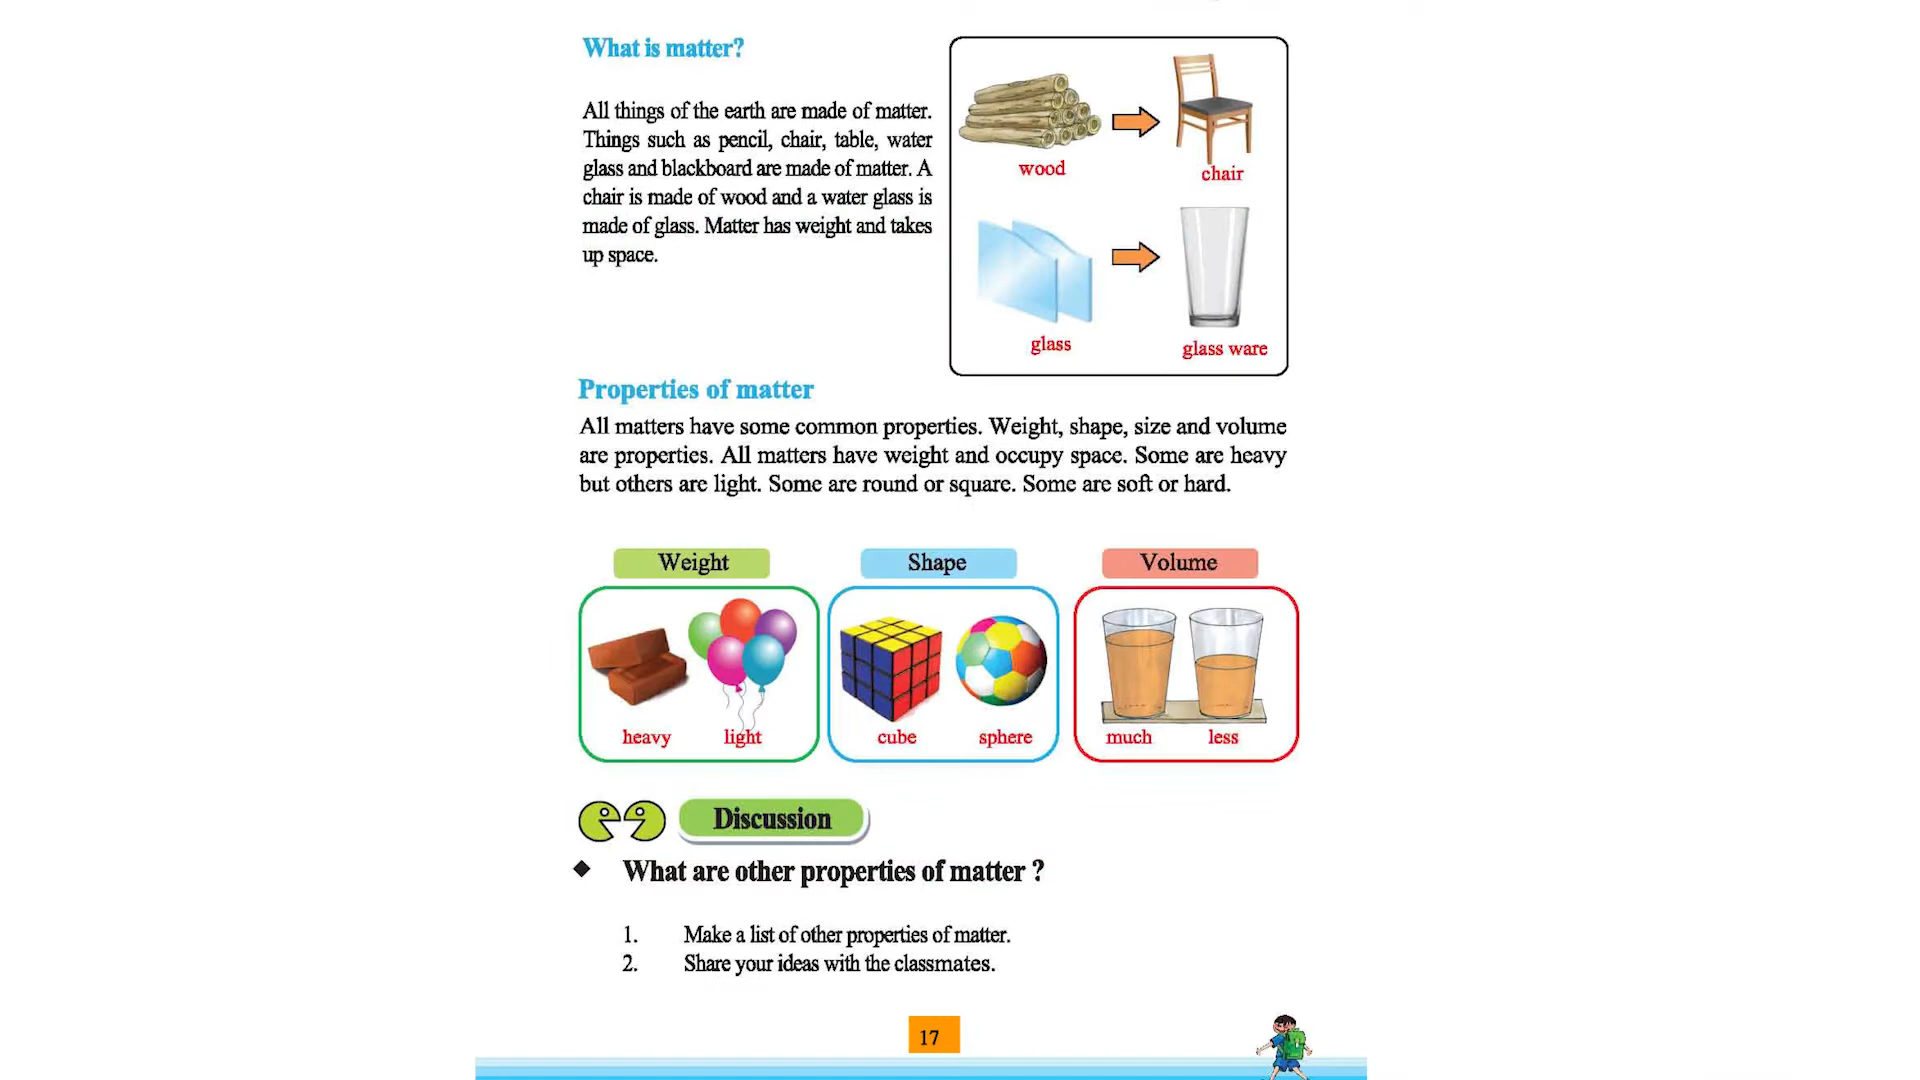 What is matter?
All things of the earth are made of matter.
Things such as pencil, chair, table, water
glass and blackboard are made of matter. A
chair is made of wood and a water glass is
made of glass. Matter has weight and takes
up space.
wood
chair
glass
glass ware
Properties of matter
All matters have some common properties. Weight, shape, size and volume
are properties. All matters have weight and occupy space. Some are heavy
but others are light. Some are round or square. Some are soft or hard.
Weight
Shape
Volume
heavy
light
cube
sphere
much
less
Discussion
◆ What are other properties of matter ?
1. Make a list of other properties of matter.
2. Share your ideas with the classmates.
17